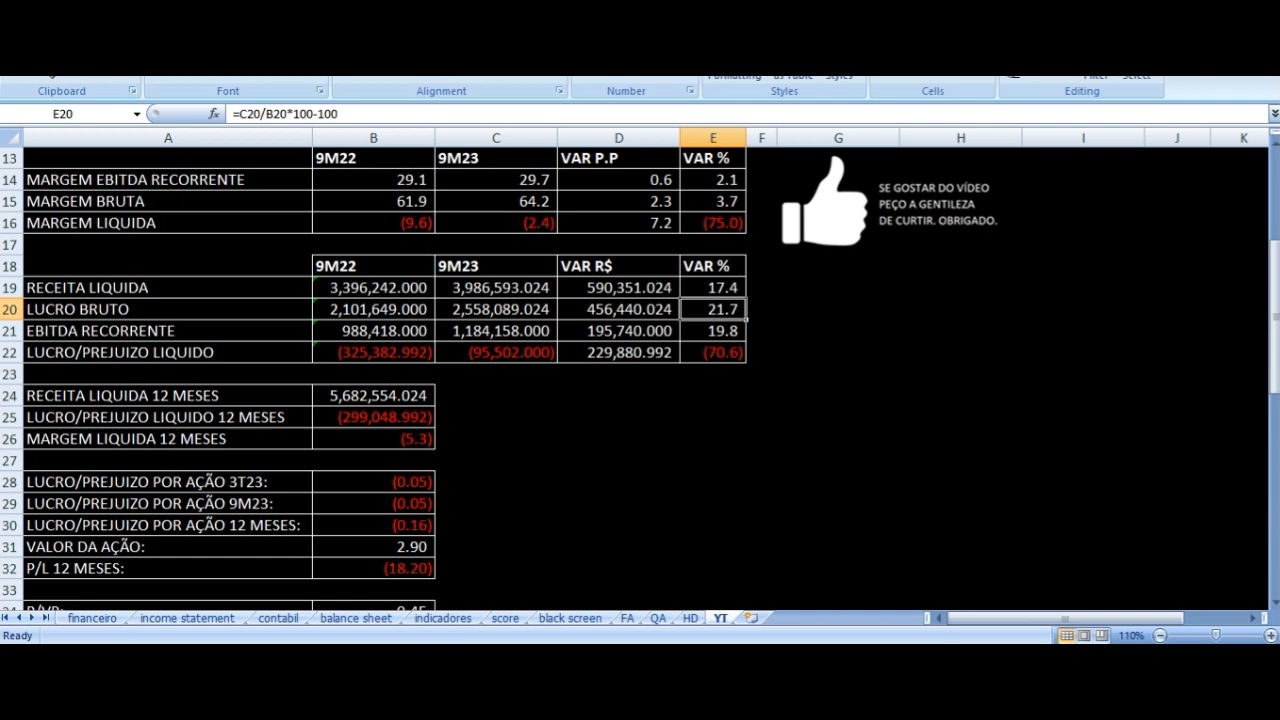 Clipboard Font Alignment Number Styles Cells Editing
E20 fx =C20/B20*100-100
A B C D E F G H I J K
13 9M22 9M23 VAR P.P VAR %
14 MARGEM EBITDA RECORRENTE 29.1 29.7 0.6 2.1
15 MARGEM BRUTA 61.9 64.2 2.3 3.7
16 MARGEM LIQUIDA (9.6) (2.4) 7.2 (75.0)
SE GOSTAR DO VÍDEO
PEÇO A GENTILEZA
DE CURTIR. OBRIGADO.
17
18 9M22 9M23 VAR R$ VAR %
19 RECEITA LIQUIDA 3,396,242.000 3,986,593.024 590,351.024 17.4
20 LUCRO BRUTO 2,101,649.000 2,558,089.024 456,440.024 21.7
21 EBITDA RECORRENTE 988,418.000 1,184,158.000 195,740.000 19.8
22 LUCRO/PREJUIZO LIQUIDO (325,382.992) (95,502.000) 229,880.992 (70.6)
23
24 RECEITA LIQUIDA 12 MESES 5,682,554.024
25 LUCRO/PREJUIZO LIQUIDO 12 MESES (299,048.992)
26 MARGEM LIQUIDA 12 MESES (5.3)
27
28 LUCRO/PREJUIZO POR AÇÃO 3T23: (0.05)
29 LUCRO/PREJUIZO POR AÇÃO 9M23: (0.05)
30 LUCRO/PREJUIZO POR AÇÃO 12 MESES: (0.16)
31 VALOR DA AÇÃO: 2.90
32 P/L 12 MESES: (18.20)
33
financeiro income statement contabil balance sheet indicadores score black screen FA QA HD YT
Ready 110%